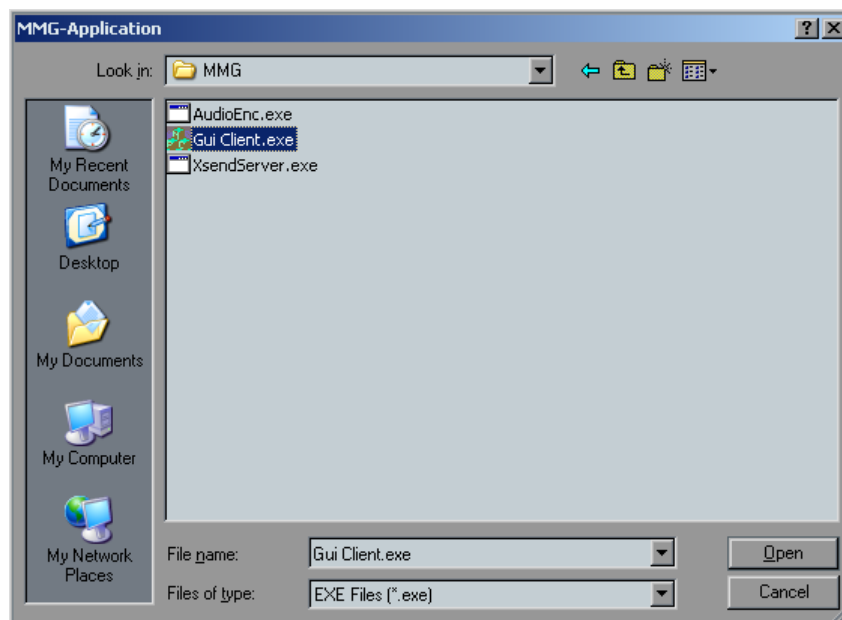 MMG-Application
Look in:
MMG
My Recent
Documents
Desktop
My Documents
My Computer
My Network
Places
AudioEnc.exe
Gui Client.exe
XsendServer.exe
File name:
Gui Client.exe
Open
Files of type:
EXE Files (*.exe)
Cancel